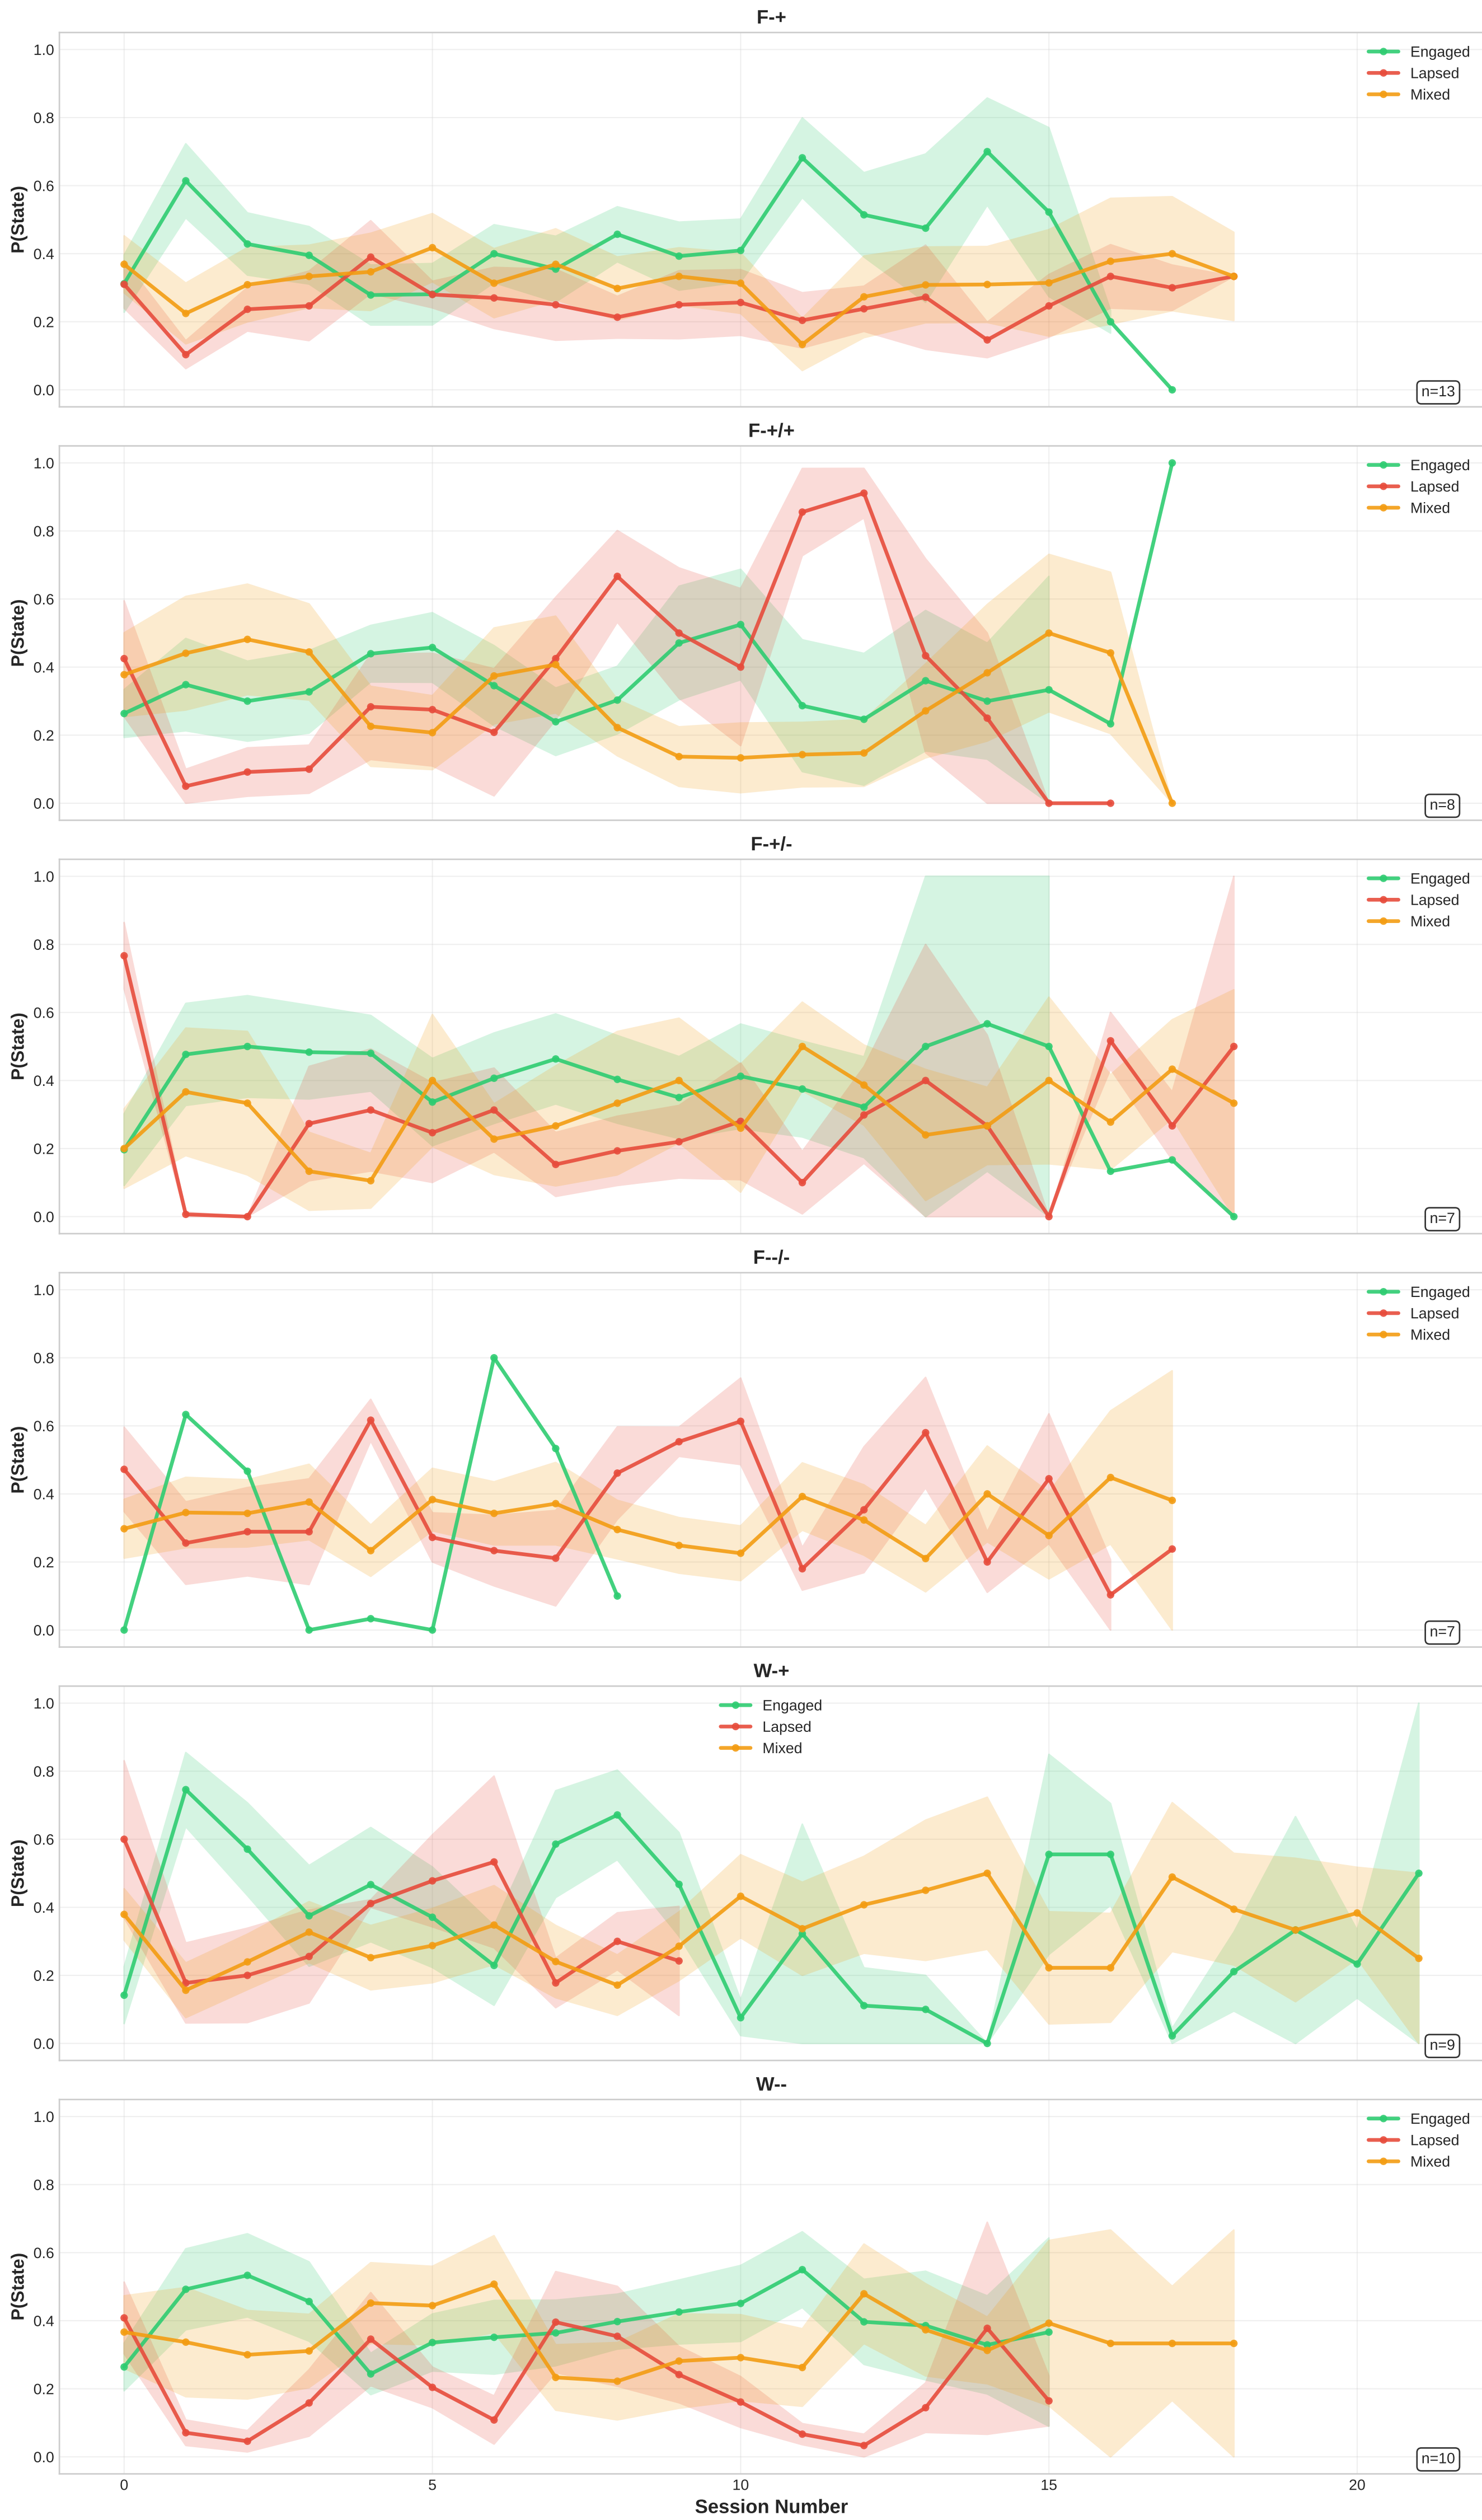 F-+
P(State)
1.0
0.8
0.6
0.4
0.2
0.0
Engaged
Lapsed
Mixed
n=13
F-+/+
P(State)
1.0
0.8
0.6
0.4
0.2
0.0
Engaged
Lapsed
Mixed
n=8
F-+/-
P(State)
1.0
0.8
0.6
0.4
0.2
0.0
Engaged
Lapsed
Mixed
n=7
F--/-
P(State)
1.0
0.8
0.6
0.4
0.2
0.0
Engaged
Lapsed
Mixed
n=7
W-+
P(State)
1.0
0.8
0.6
0.4
0.2
0.0
Engaged
Lapsed
Mixed
n=9
W--
P(State)
1.0
0.8
0.6
0.4
0.2
0.0
Engaged
Lapsed
Mixed
n=10
0 5 10 15 20
Session Number